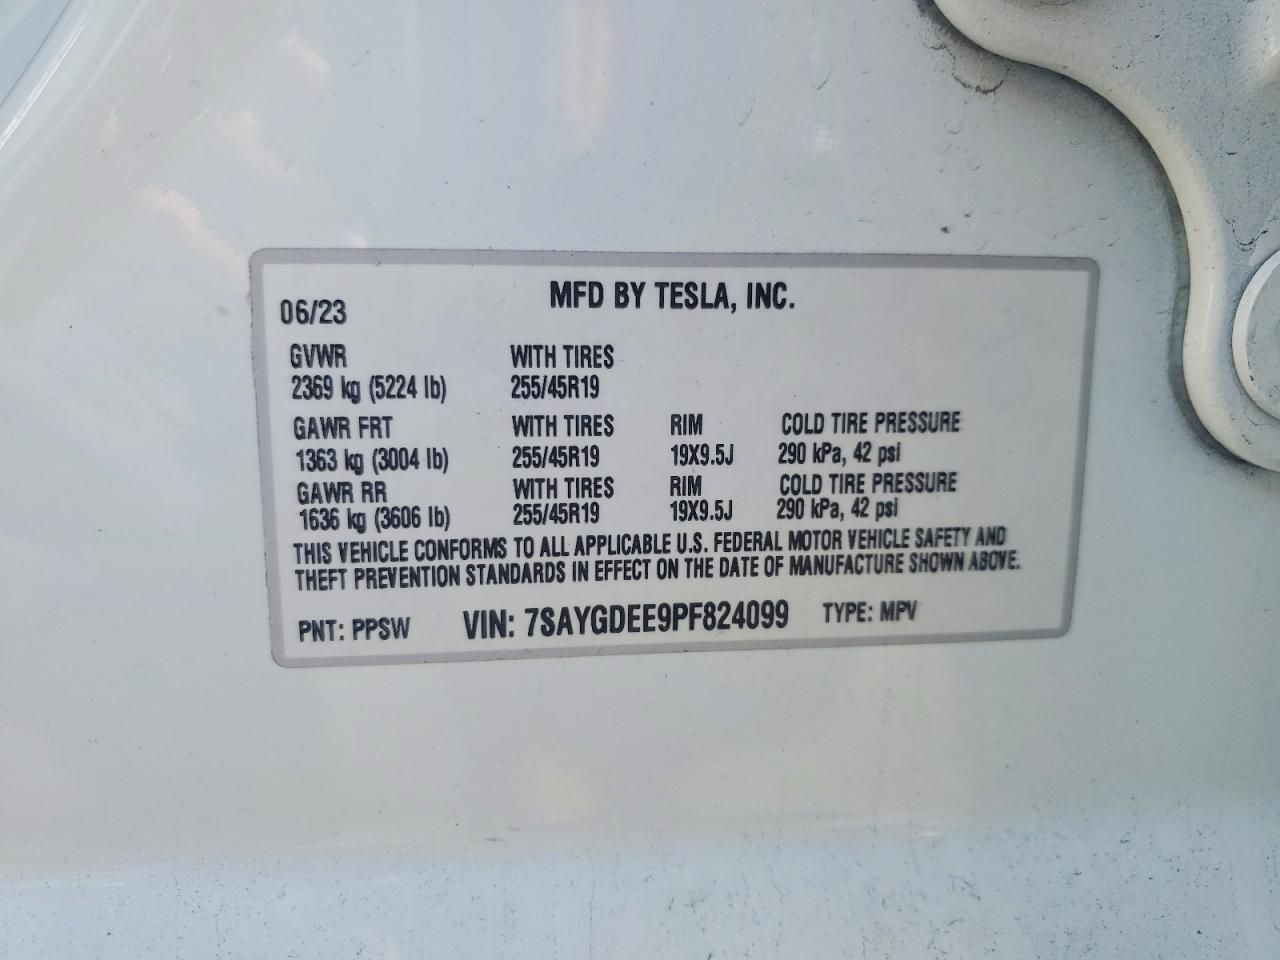 MFD BY TESLA, INC.
06/23
GVWR WITH TIRES
2369 kg (5224 lb) 255/45R19
GAWR FRT WITH TIRES RIM COLD TIRE PRESSURE
1363 kg (3004 lb) 255/45R19 19X9.5J 290 kPa, 42 psi
GAWR RR WITH TIRES RIM COLD TIRE PRESSURE
1636 kg (3606 lb) 255/45R19 19X9.5J 290 kPa, 42 psi
THIS VEHICLE CONFORMS TO ALL APPLICABLE U.S. FEDERAL MOTOR VEHICLE SAFETY AND
THEFT PREVENTION STANDARDS IN EFFECT ON THE DATE OF MANUFACTURE SHOWN ABOVE.
PNT: PPSW VIN: 7SAYGDEE9PF824099 TYPE: MPV